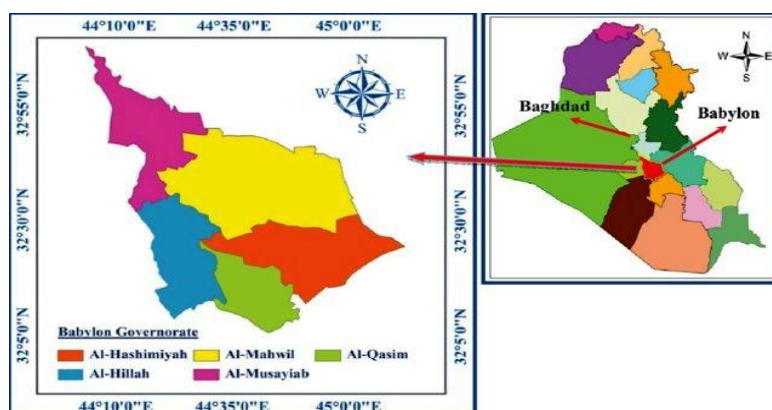 44°10'0"E 44°35'0"E 45°0'0"E
32°55'0"N 32°30'0"N 32°5'0"N
N
W E
S
32°55'0"N 32°30'0"N 32°5'0"N
Babylon Governorate
Al-Hashimiyah Al-Mahwil Al-Qasim
Al-Hillah Al-Musayiab
44°10'0"E 44°35'0"E 45°0'0"E
N
W E
S
Baghdad
Babylon